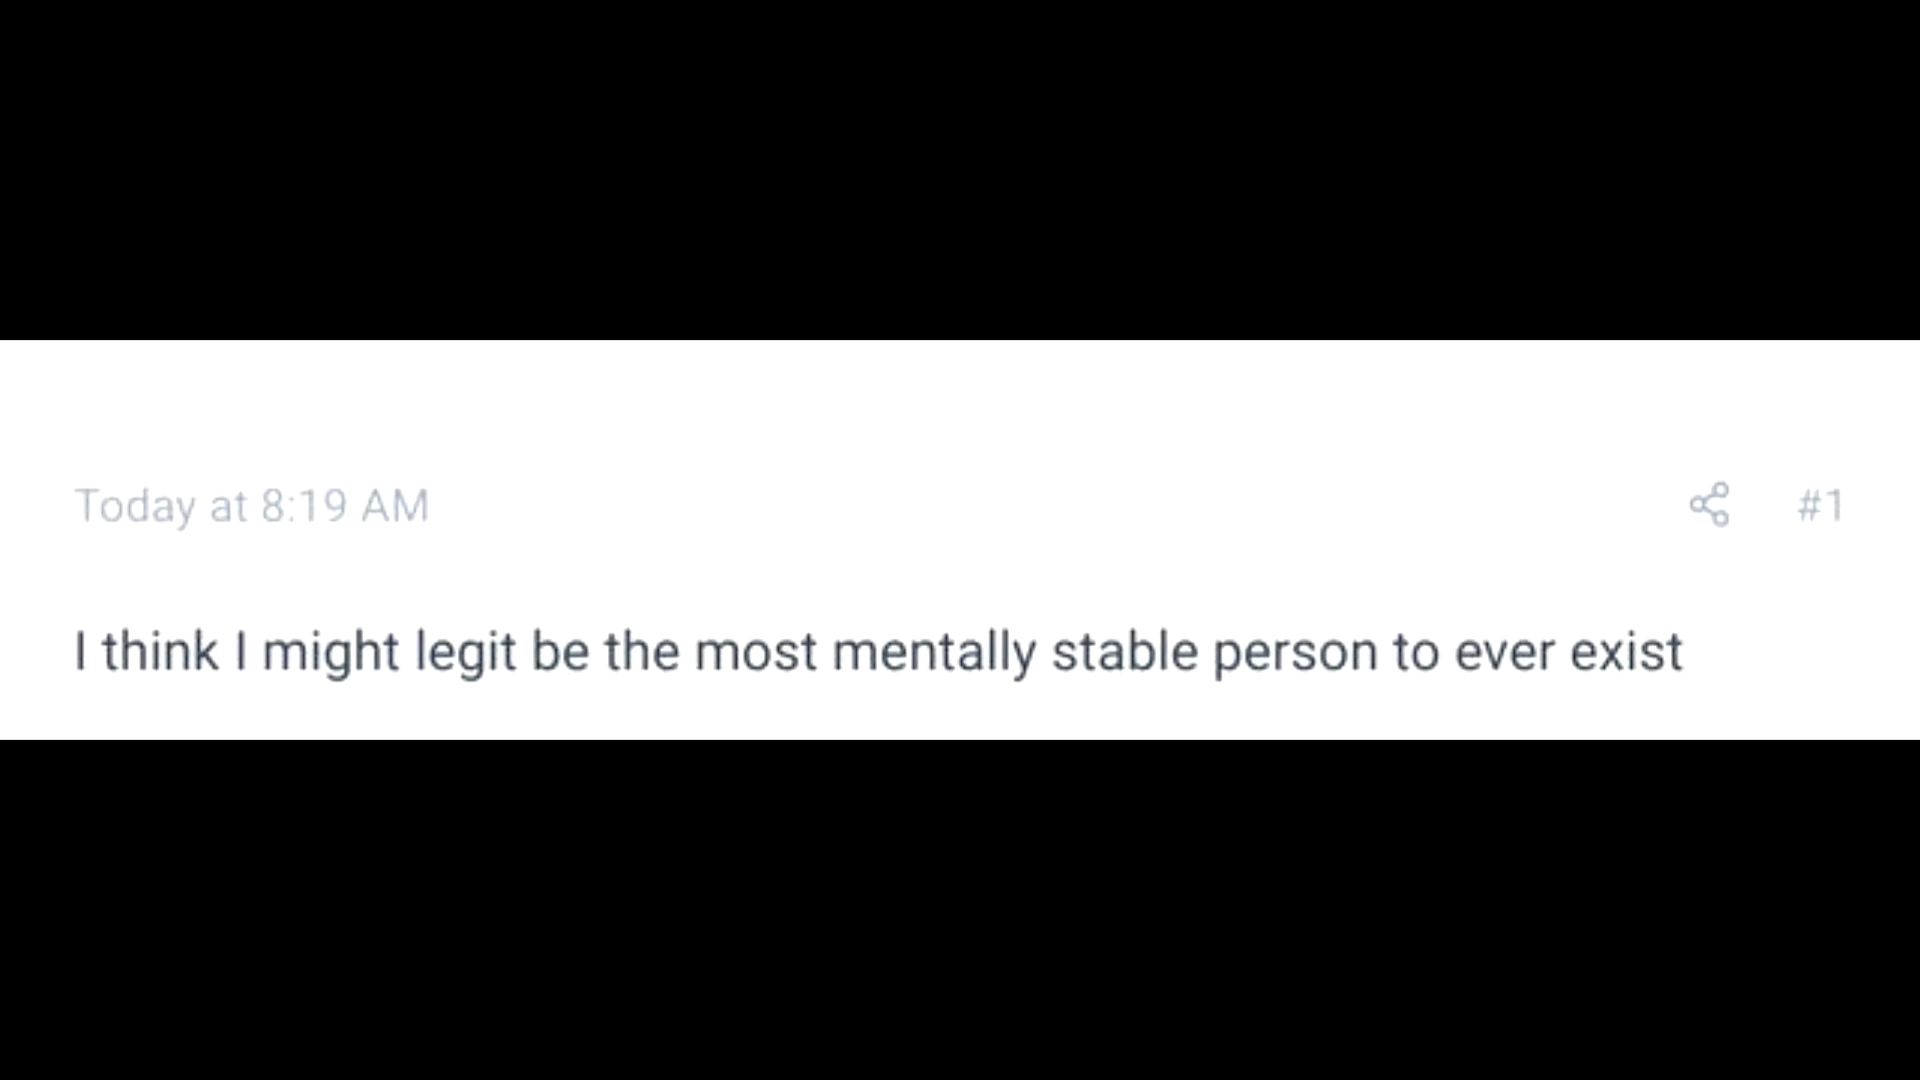 Today at 8:19 AM #1
I think I might legit be the most mentally stable person to ever exist